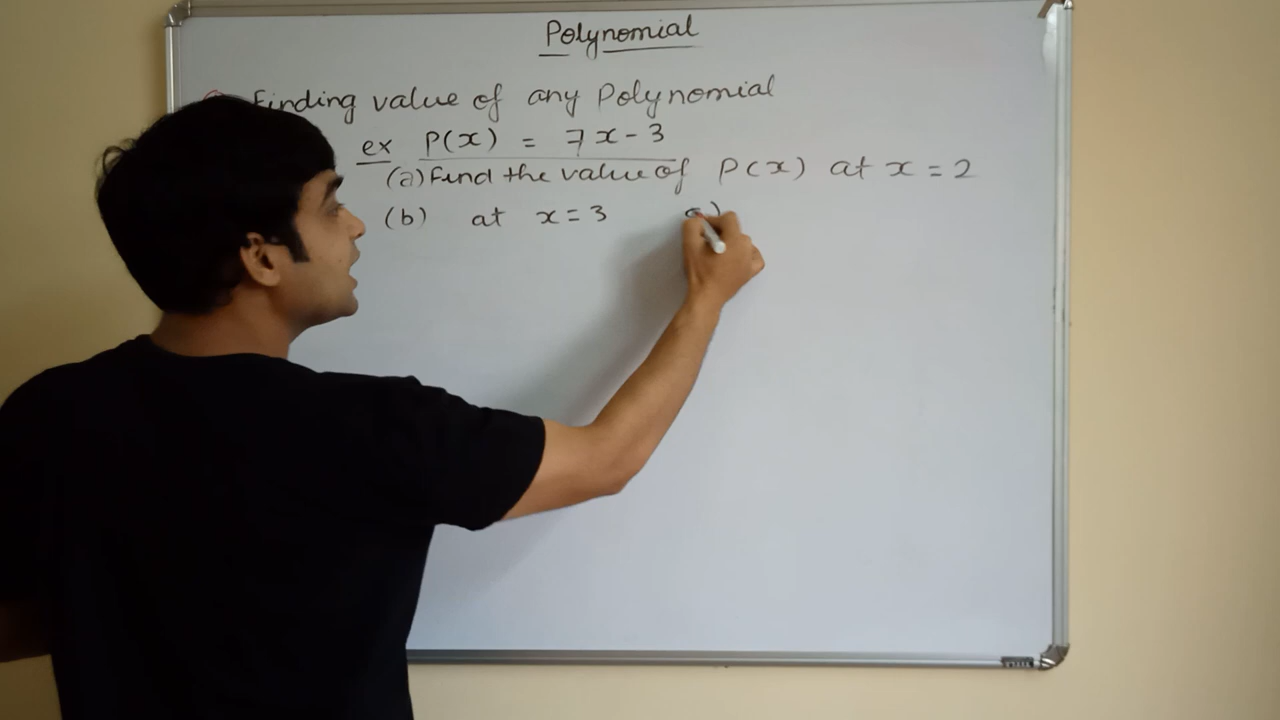 Polynomial
Finding value of any Polynomial
ex P(x) = 7x-3
(a) Find the value of P(x) at x = 2
(b) at x = 3